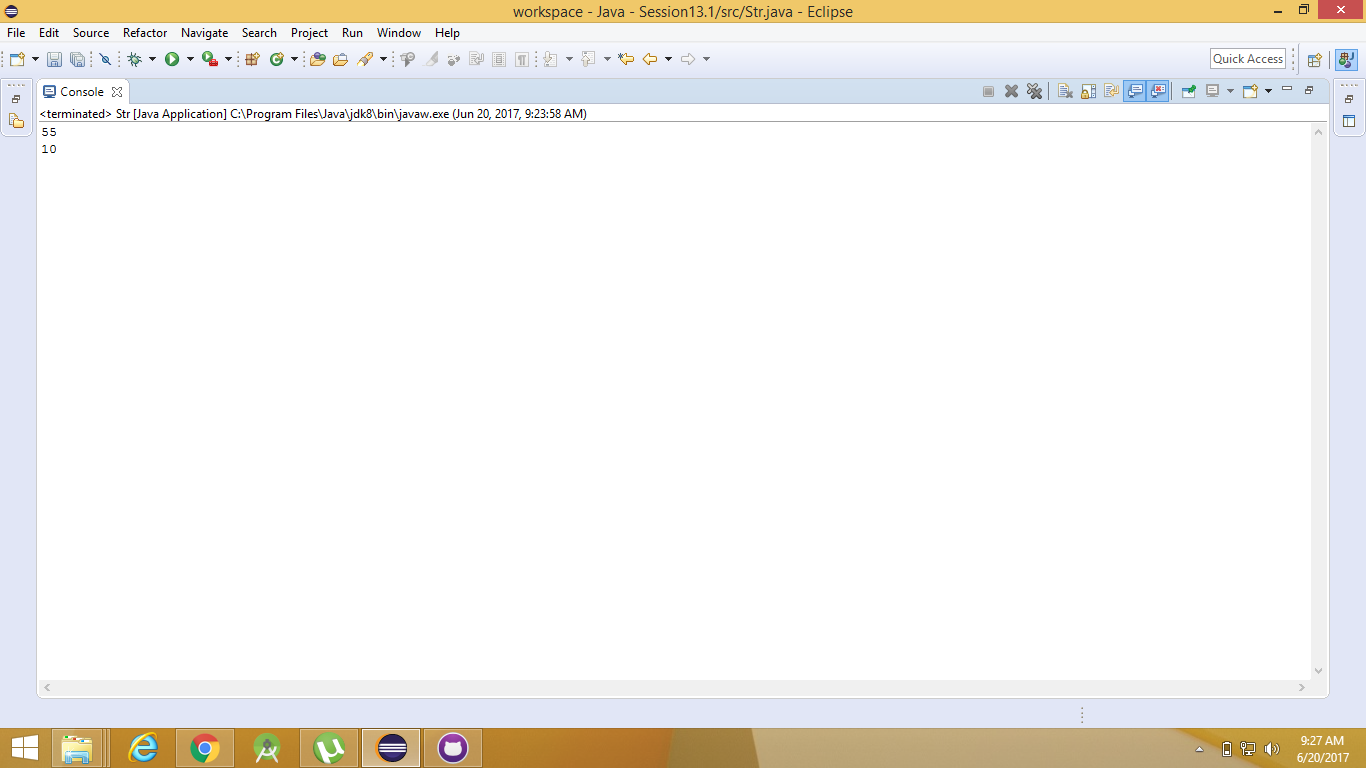 workspace - Java - Session13.1/src/Str.java - Eclipse
File Edit Source Refactor Navigate Search Project Run Window Help
Quick Access
Console
<terminated> Str [Java Application] C:\Program Files\Java\jdk8\bin\javaw.exe (Jun 20, 2017, 9:23:58 AM)
55
10
9:27 AM
6/20/2017